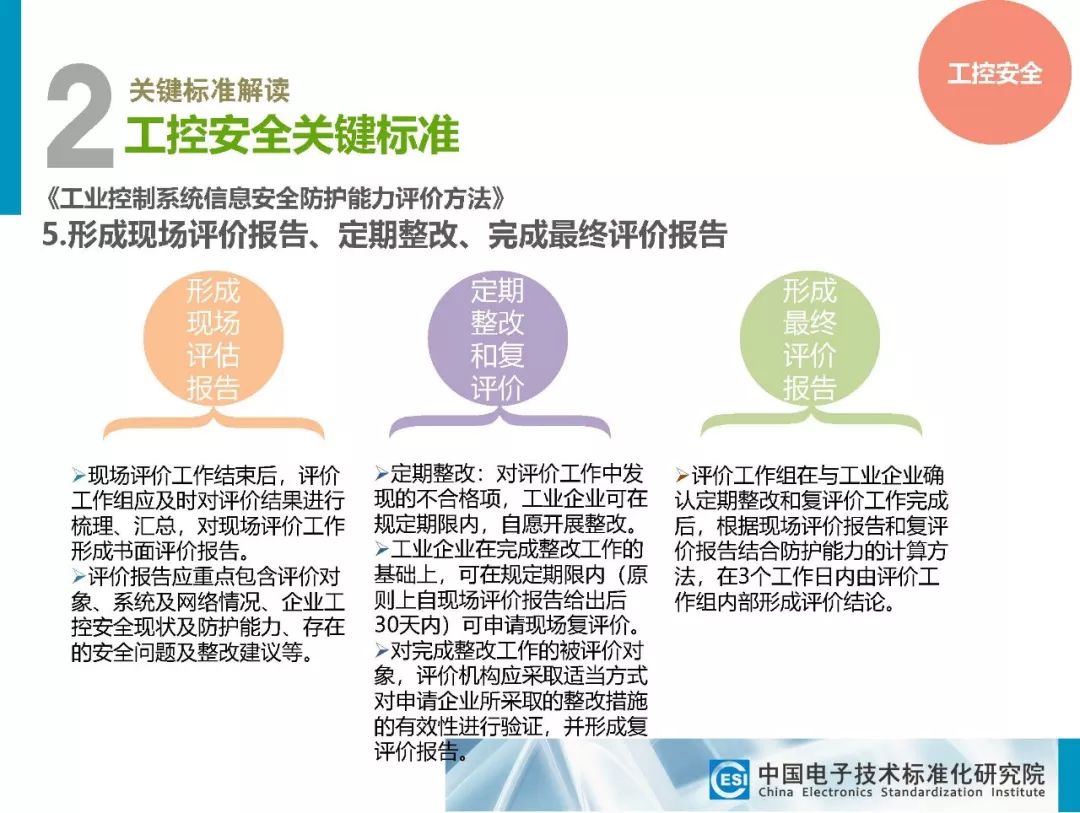 工控安全
2
关键标准解读
工控安全关键标准
《工业控制系统信息安全防护能力评价方法》
5.形成现场评价报告、定期整改、完成最终评价报告
形成
现场
评估
报告
➢现场评价工作结束后，评价
工作组应及时对评价结果进行
梳理、汇总，对现场评价工作
形成书面评价报告。
➢评价报告应重点包含评价对
象、系统及网络情况、企业工
控安全现状及防护能力、存在
的安全问题及整改建议等。
定期
整改
和复
评价
➢定期整改：对评价工作中发
现的不合格项，工业企业可在
规定期限内，自愿开展整改。
➢工业企业在完成整改工作的
基础上，可在规定期限内（原
则上自现场评价报告给出后
30天内）可申请现场复评价。
➢对完成整改工作的被评价对
象，评价机构应采取适当方式
对申请企业所采取的整改措施
的有效性进行验证，并形成复
评价报告。
形成
最终
评价
报告
➢评价工作组在与工业企业确
认定期整改和复评价工作完成
后，根据现场评价报告和复评
价报告结合防护能力的计算方
法，在3个工作日内由评价工
作组内部形成评价结论。
CESI
中国电子技术标准化研究院
China Electronics Standardization Institute